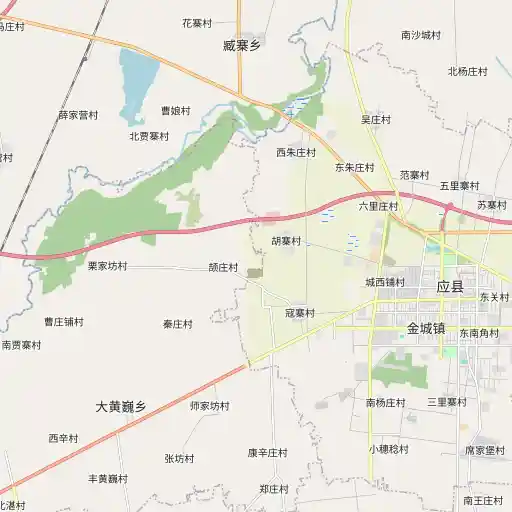 马庄村
花寨村
臧寨乡
南沙城村
北杨庄村
薛家营村
曹娘村
吴庄村
北贾寨村
西朱庄村
东朱庄村
范寨村
五里寨村
苏寨村
六里庄村
胡寨村
栗家坊村
颉庄村
城西铺村
应县
东关村
寇寨村
曹庄铺村
秦庄村
金城镇
东南角村
南贾寨村
大黄巍乡
师家坊村
南杨庄村
三里寨村
西辛村
张坊村
康辛庄村
小穗稔村
席家堡村
丰黄巍村
郑庄村
北湛村
南王庄村